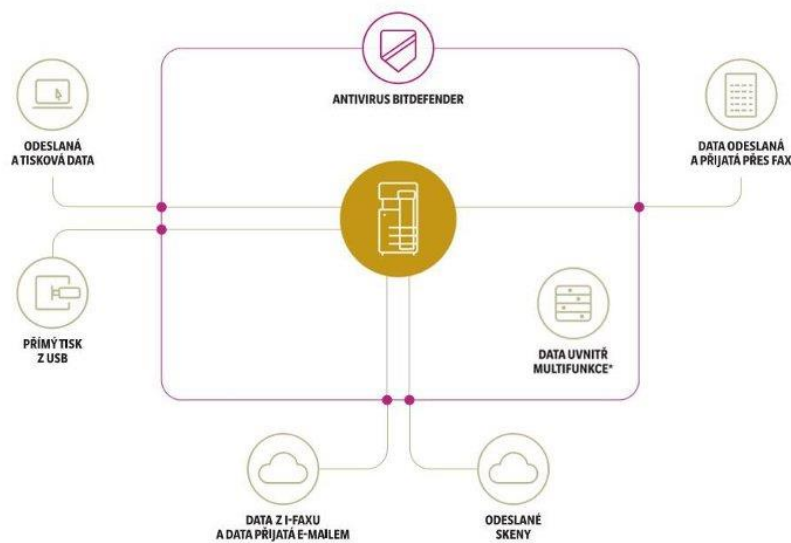 ANTIVIRUS BITDEFENDER
ODESLANÁ
A TISKOVÁ DATA
DATA ODESLANÁ
A PŘIJATÁ PŘES FAX
PŘÍMÝ TISK
Z USB
DATA UVNITŘ
MULTIFUNKCE*
DATA Z I-FAXU
A DATA PŘIJATÁ E-MAILEM
ODESLANÉ
SKENY